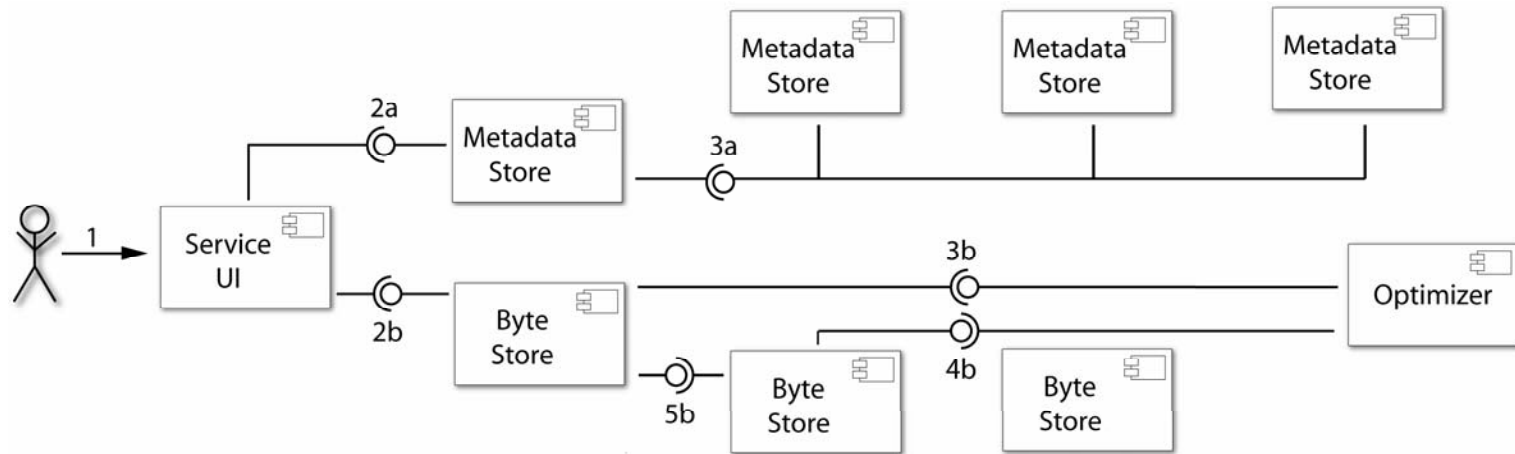 Metadata
Store
Metadata
Store
Metadata
Store
2a
Metadata
Store
3a
1
Service
UI
3b
Optimizer
2b
Byte
Store
4b
5b
Byte
Store
Byte
Store